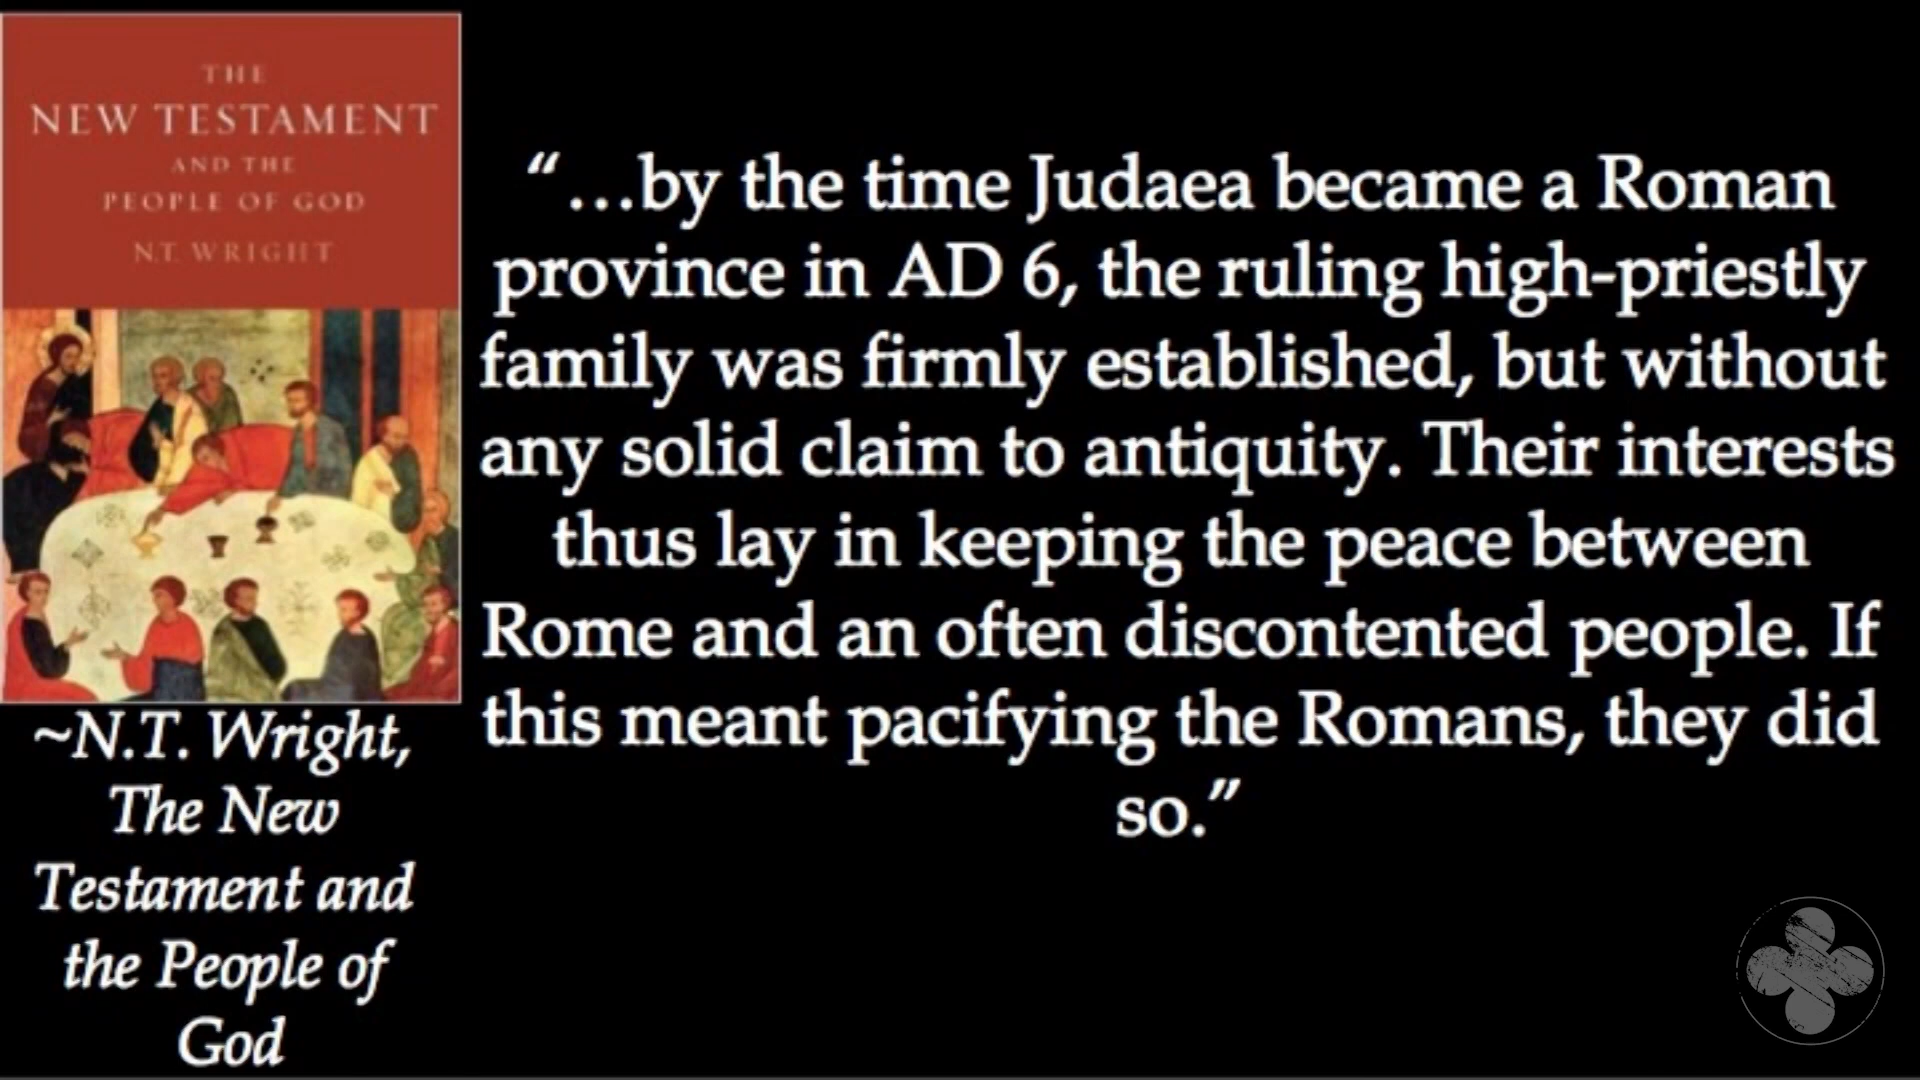 THE
NEW TESTAMENT
AND THE
PEOPLE OF GOD
N.T. WRIGHT
~N.T. Wright,
The New
Testament and
the People of
God
“…by the time Judaea became a Roman
province in AD 6, the ruling high-priestly
family was firmly established, but without
any solid claim to antiquity. Their interests
thus lay in keeping the peace between
Rome and an often discontented people. If
this meant pacifying the Romans, they did
so.”